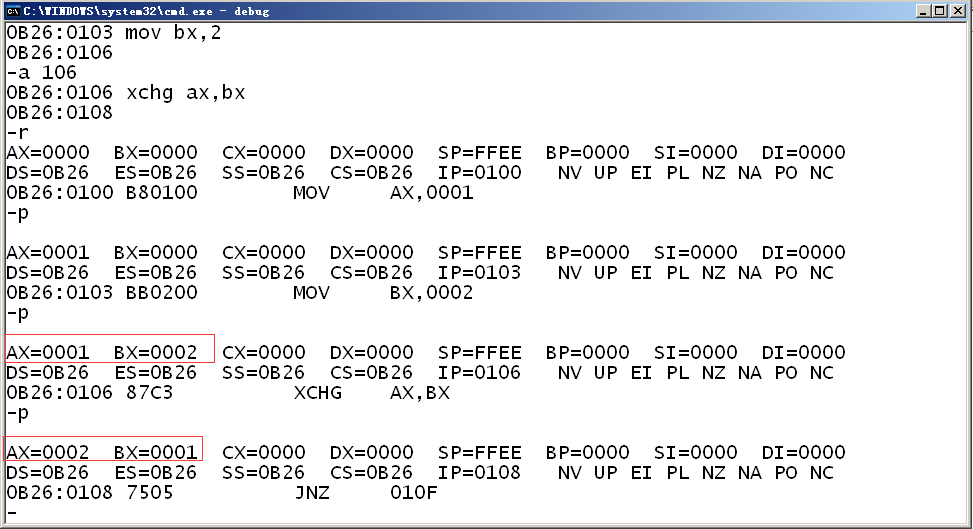 C:\WINDOWS\system32\cmd.exe - debug
0B26:0103 mov bx,2
0B26:0106
-a 106
0B26:0106 xchg ax,bx
0B26:0108
-r
AX=0000  BX=0000  CX=0000  DX=0000  SP=FFEE  BP=0000  SI=0000  DI=0000
DS=0B26  ES=0B26  SS=0B26  CS=0B26  IP=0100   NV UP EI PL NZ NA PO NC
0B26:0100 B80100        MOV     AX,0001
-p
AX=0001  BX=0000  CX=0000  DX=0000  SP=FFEE  BP=0000  SI=0000  DI=0000
DS=0B26  ES=0B26  SS=0B26  CS=0B26  IP=0103   NV UP EI PL NZ NA PO NC
0B26:0103 BB0200        MOV     BX,0002
-p
AX=0001  BX=0002  CX=0000  DX=0000  SP=FFEE  BP=0000  SI=0000  DI=0000
DS=0B26  ES=0B26  SS=0B26  CS=0B26  IP=0106   NV UP EI PL NZ NA PO NC
0B26:0106 87C3          XCHG    AX,BX
-p
AX=0002  BX=0001  CX=0000  DX=0000  SP=FFEE  BP=0000  SI=0000  DI=0000
DS=0B26  ES=0B26  SS=0B26  CS=0B26  IP=0108   NV UP EI PL NZ NA PO NC
0B26:0108 7505          JNZ     010F
-